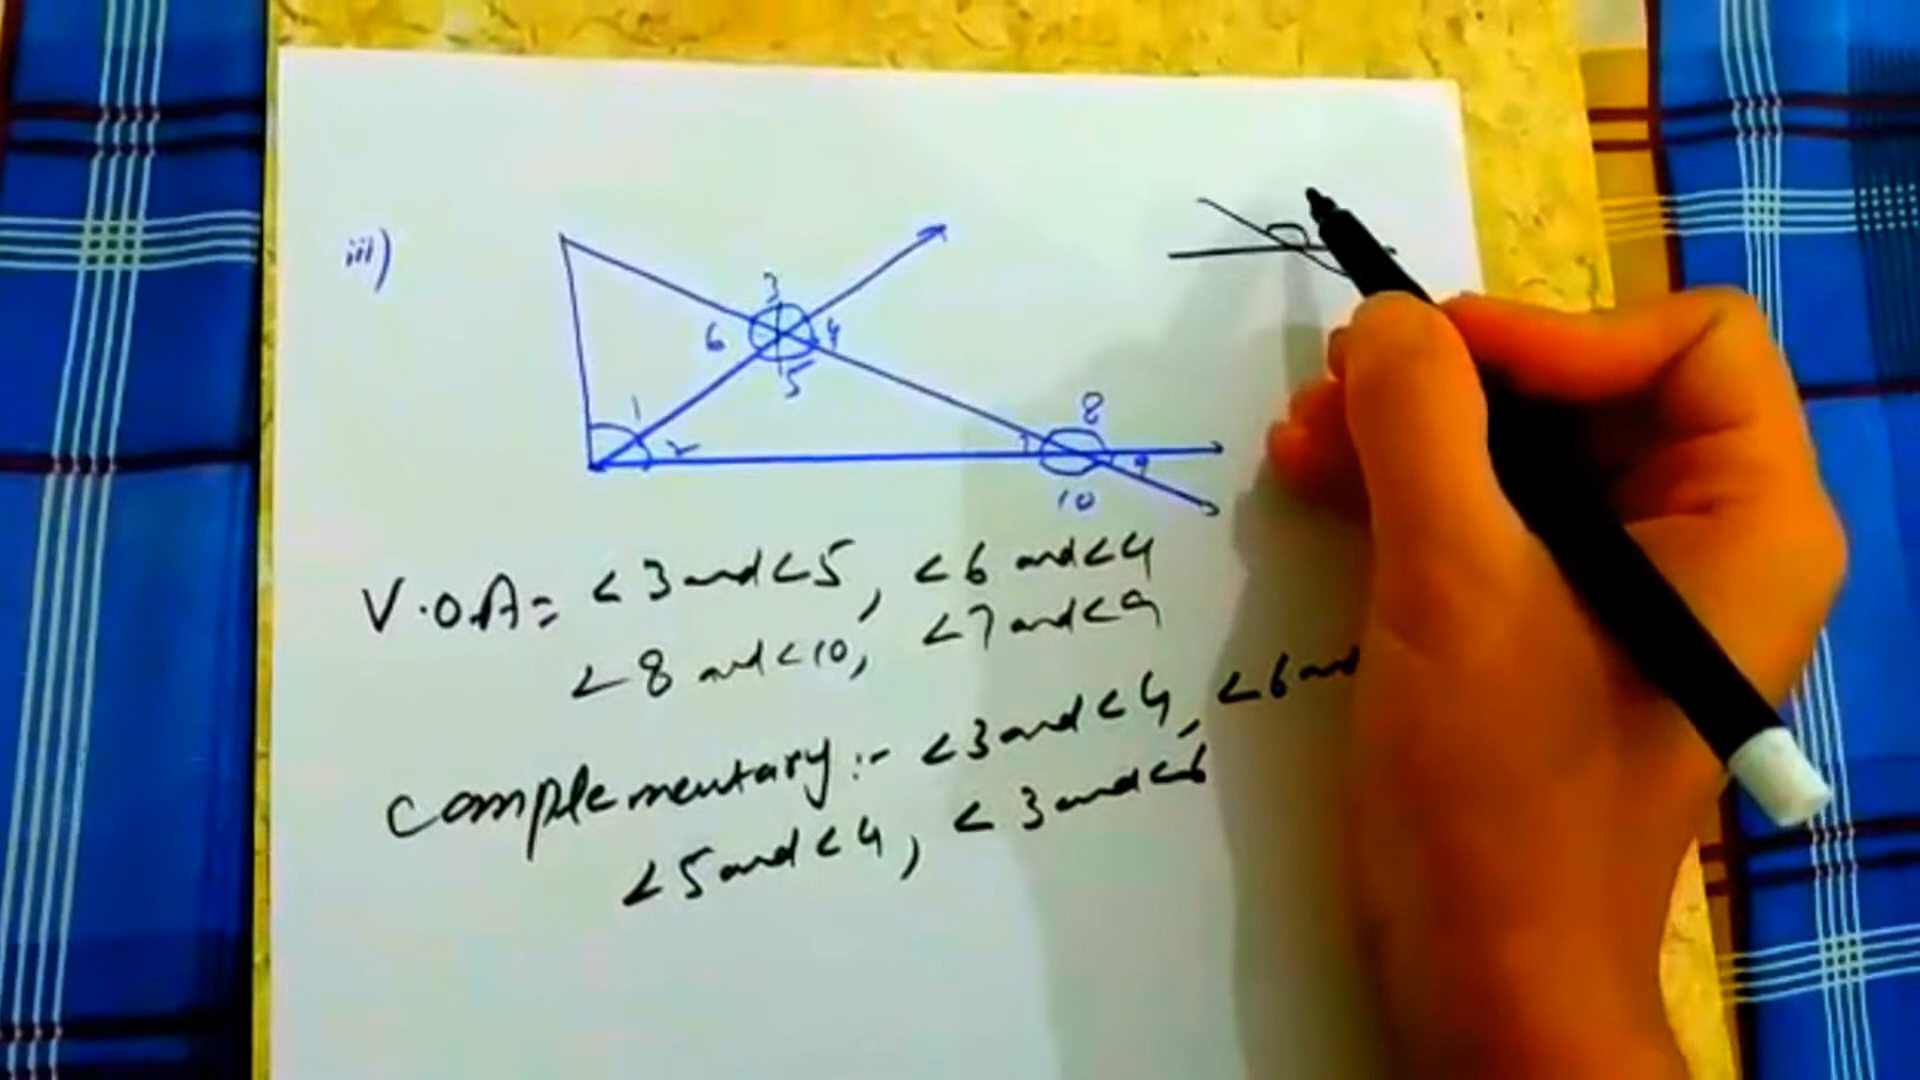 iii)
3
6 4
5
1
2
8
7 9
10
V.O.A = <3 and <5, <6 and <4
<8 and <10, <7 and <9
Complementary :- <3 and <4, <6 and
<5 and <4, <3 and <6